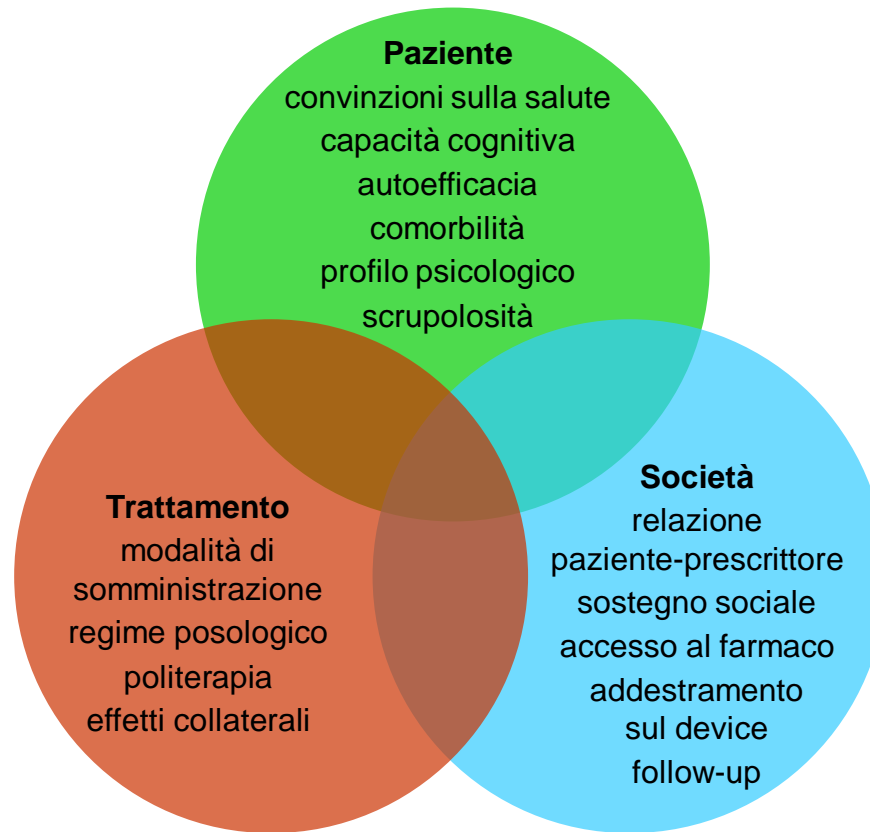 Paziente
convinzioni sulla salute
capacità cognitiva
autoefficacia
comorbilità
profilo psicologico
scrupolosità
Trattamento
modalità di
somministrazione
regime posologico
politerapia
effetti collaterali
Società
relazione
paziente-prescrittore
sostegno sociale
accesso al farmaco
addestramento
sul device
follow-up